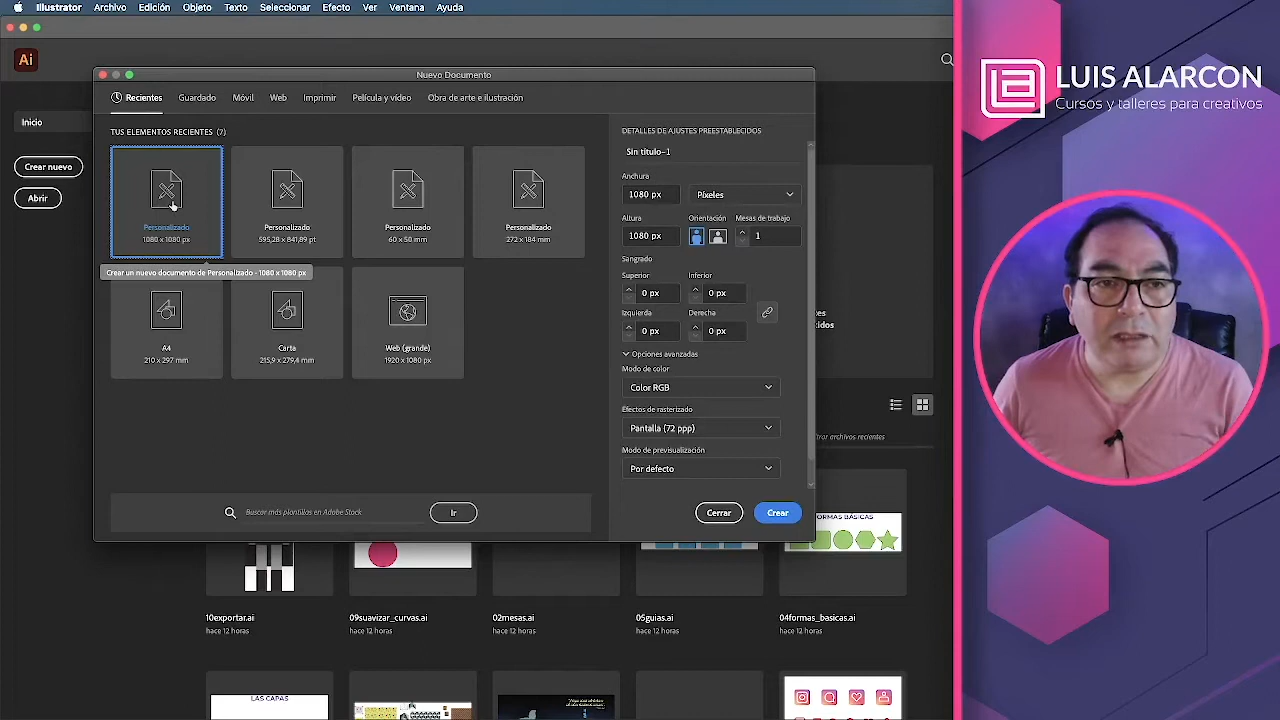 Illustrator Archivo Edición Objeto Texto Seleccionar Efecto Ver Ventana Ayuda
Ai
Inicio
Crear nuevo
Abrir
Nuevo Documento
Recientes Guardado Móvil Web Imprimir Película y vídeo Obra de arte e ilustración
TUS ELEMENTOS RECIENTES (7)
Personalizado
1080 x 1080 px
Personalizado
595,28 x 841,89 pt
Personalizado
60 x 50 mm
Personalizado
272 x 184 mm
Crear un nuevo documento de Personalizado - 1080 x 1080 px
A4
210 x 297 mm
Carta
215,9 x 279,4 mm
Web (grande)
1920 x 1080 px
Buscar más plantillas en Adobe Stock
Ir
DETALLES DE AJUSTES PREESTABLECIDOS
Sin título-1
Anchura
1080 px Píxeles
Altura Orientación Mesas de trabajo
1080 px 1
Sangrado
Superior Inferior
0 px 0 px
Izquierda Derecha
0 px 0 px
Opciones avanzadas
Modo de color
Color RGB
Efectos de rasterizado
Pantalla (72 ppp)
Modo de previsualización
Por defecto
Cerrar Crear
ORMAS BÁSICAS
10exportar.ai
hace 12 horas
09suavizar_curvas.ai
hace 12 horas
02mesas.ai
hace 12 horas
05guias.ai
hace 12 horas
04formas_basicas.ai
hace 12 horas
LAS CAPAS
LUIS ALARCON
Cursos y talleres para creativos